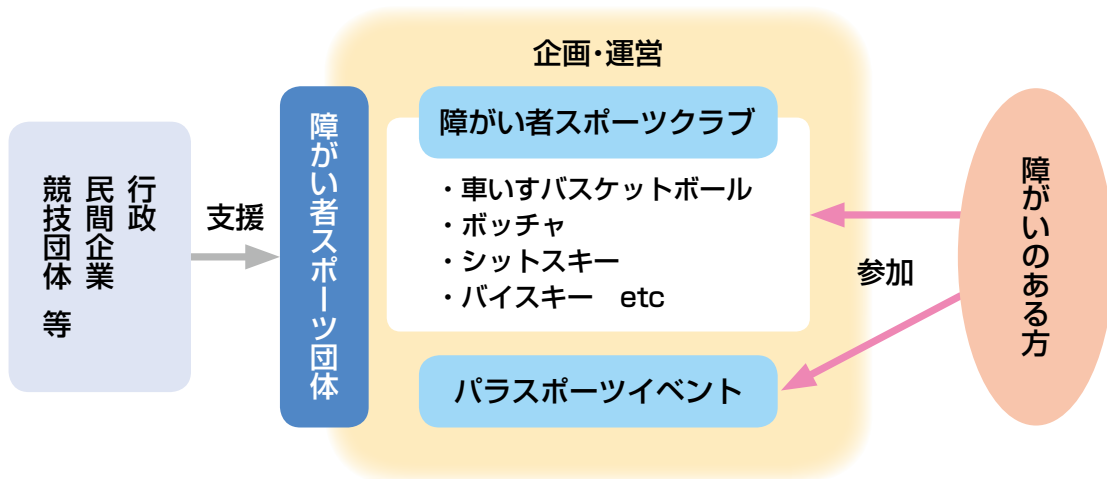 企画・運営
行政
民間企業
競技団体 等
支援
障がい者スポーツ団体
障がい者スポーツクラブ
・車いすバスケットボール
・ボッチャ
・シットスキー
・バイスキー etc
パラスポーツイベント
参加
障がいのある方